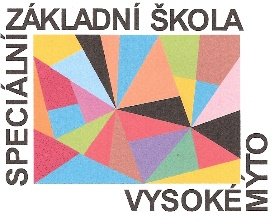 SPECIÁLNÍ
ZÁKLADNÍ ŠKOLA
VYSOKÉ
MÝTO